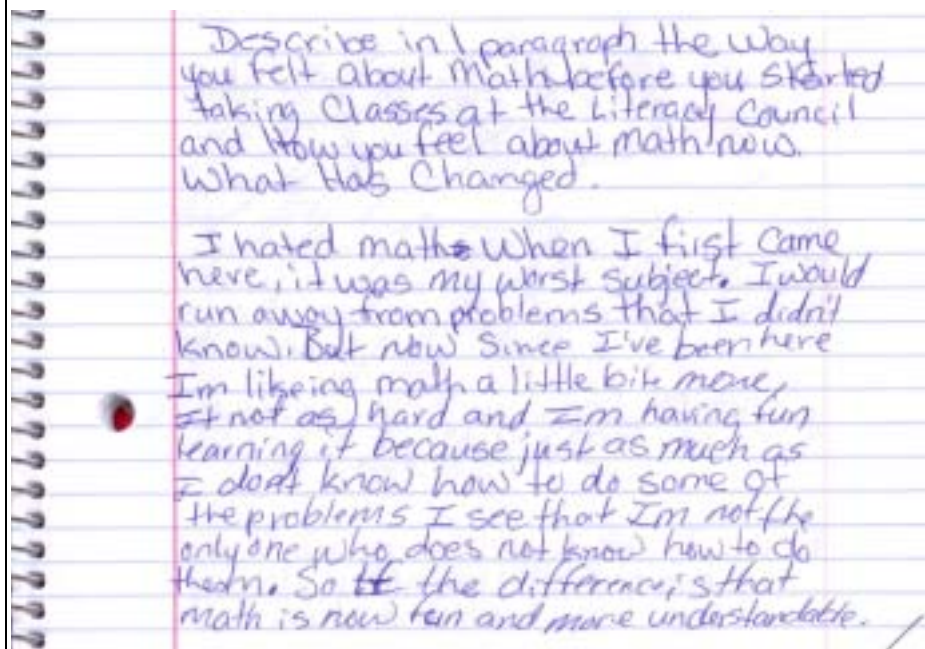 Describe in 1 paragraph the way
you felt about Math before you started
taking Classes at the Literacy Council
and How you feel about Math now.
What Has Changed.
I hated math When I first Came
here, it was my worst subject. I would
run away from problems that I didn't
know. But Now Since I've been here
Im likeing math a little bit more,
It not as hard and Im having fun
learning it because just as much as
I dont know how to do some of
the problems I see that Im not the
only one who does not know how to do
them. So the difference is that
math is now fun and more understandable.